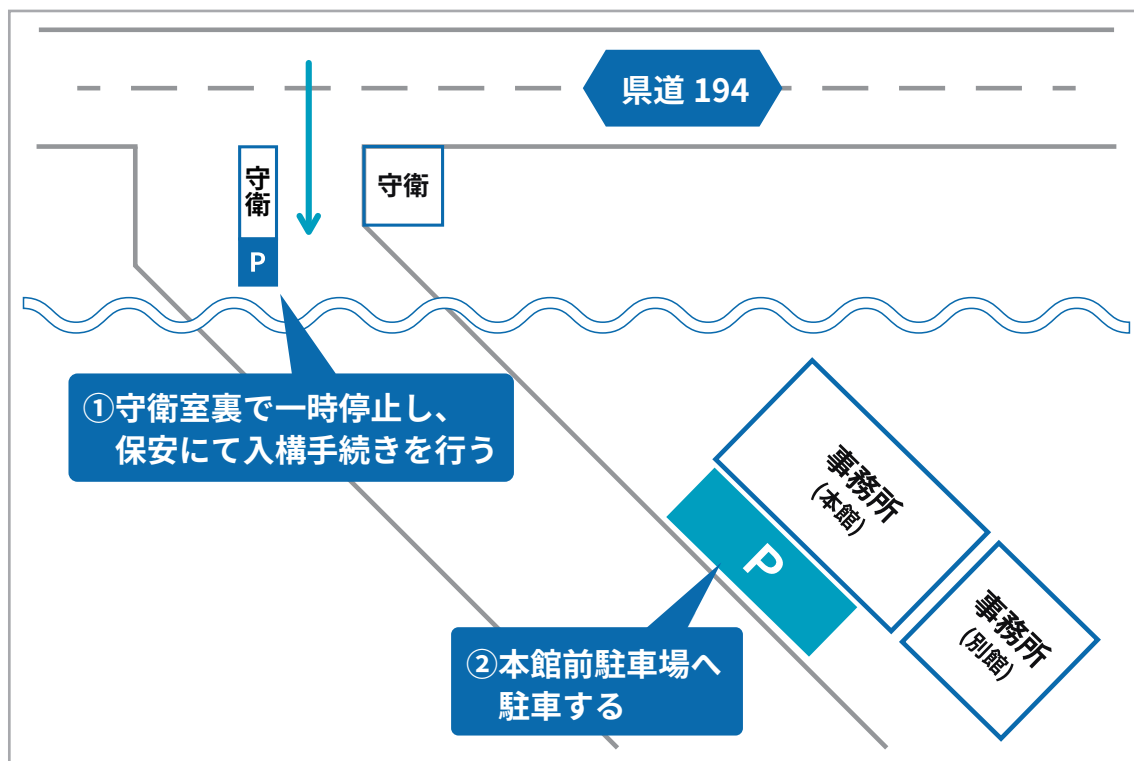 県道 194
守衛
守衛
P
①守衛室裏で一時停止し、
保安にて入構手続きを行う
事務所
(本館)
P
事務所
(別館)
②本館前駐車場へ
駐車する